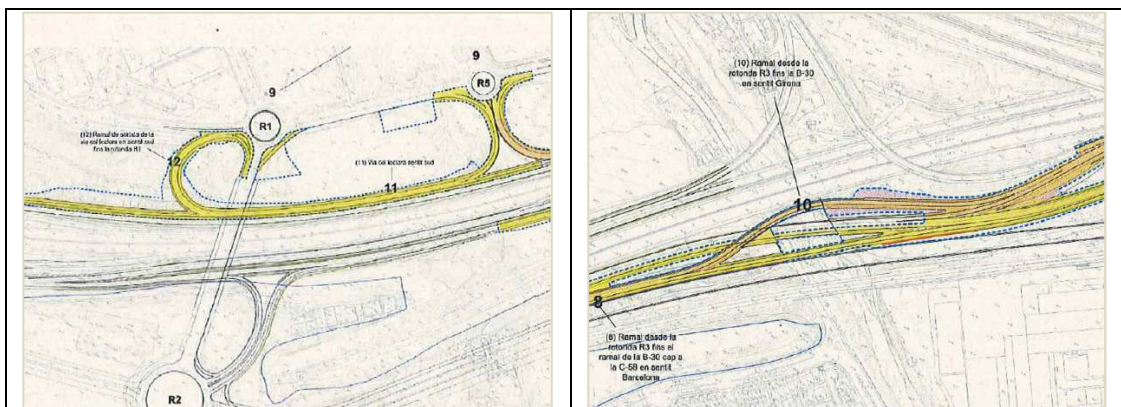 9
R5
9
R1
(12) Ramal de sortida de la
via col·lectora en sentit sud
fins la rotonda R1
12
(11) Via col·lectora sentit sud
11
R2
(10) Ramal desde la
rotonda R3 fins la B-30
en sentit Girona
10
8
(8) Ramal desde la
rotonda R3 fins el
ramal de la B-30 cap a
la C-58 en sentit
Barcelona